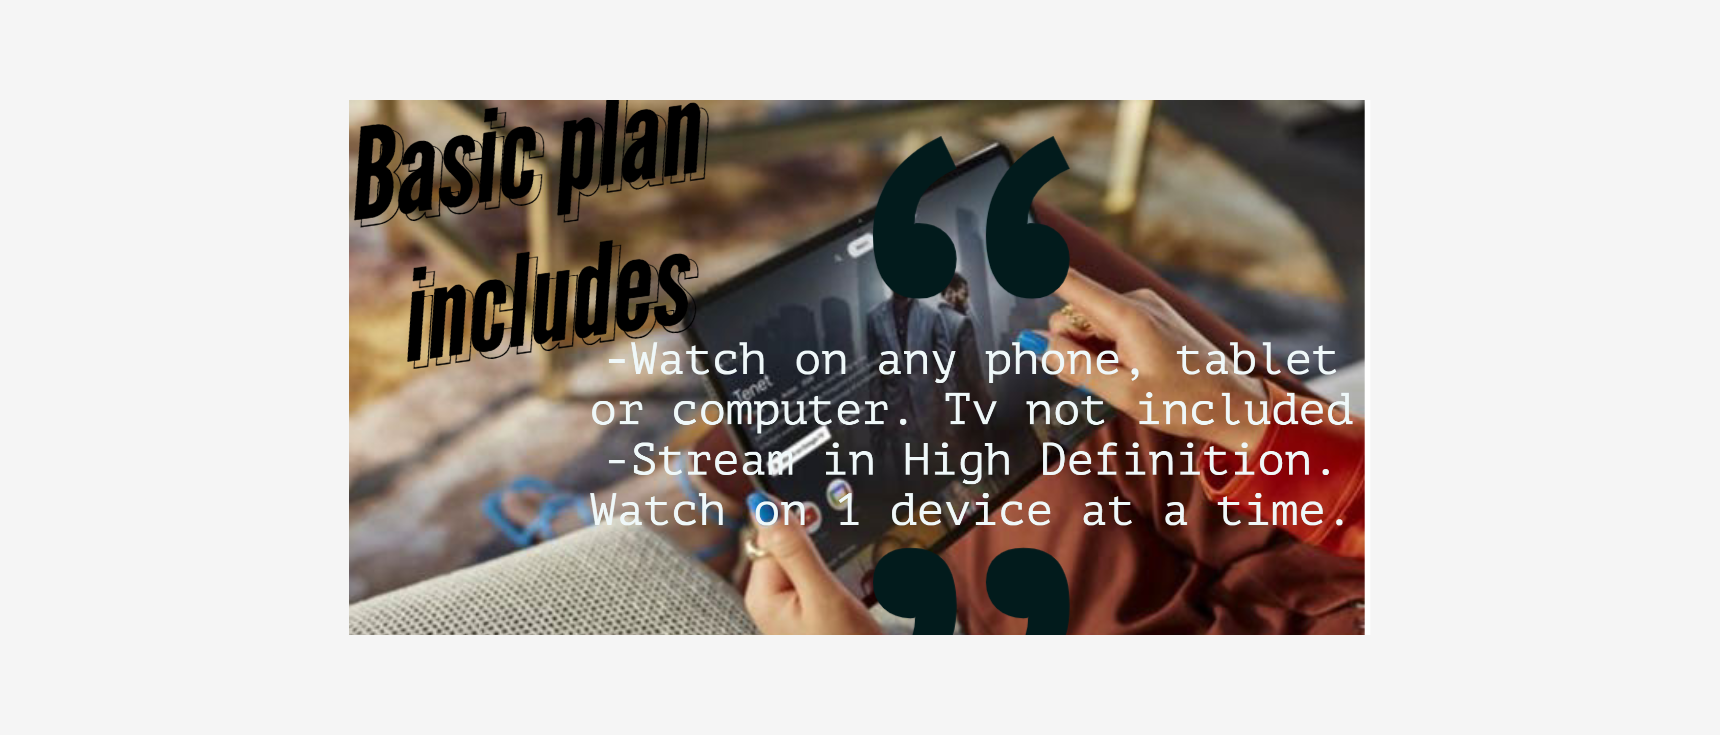 Basic plan
includes
“
-Watch on any phone, tablet
or computer. Tv not included
-Stream in High Definition.
Watch on 1 device at a time.
”
Tenet